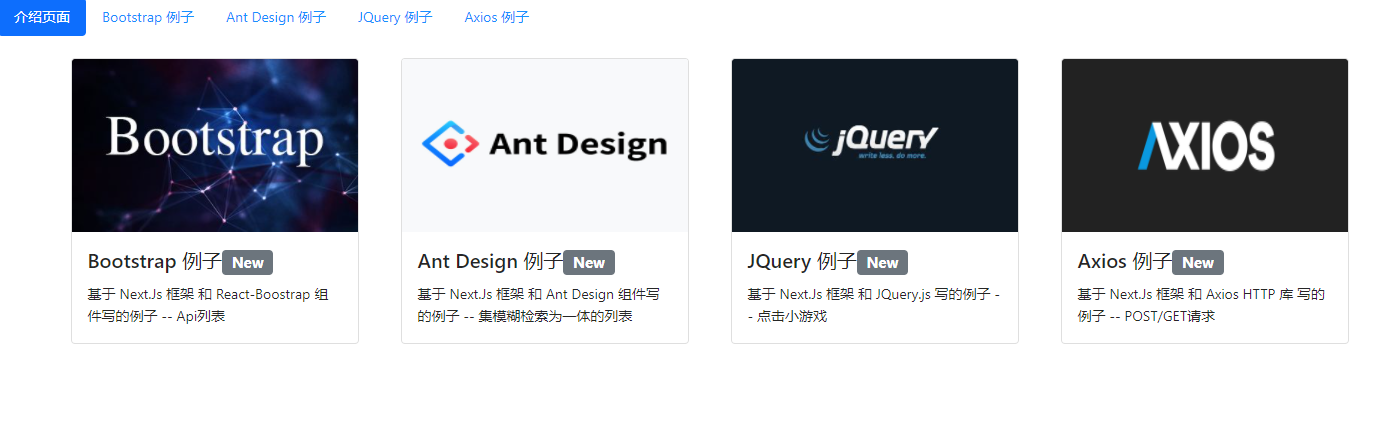 介绍页面 Bootstrap 例子 Ant Design 例子 JQuery 例子 Axios 例子
Bootstrap
Ant Design
jQuery
write less. do more.
AXIOS
Bootstrap 例子 New
基于 Next.Js 框架 和 React-Boostrap 组
件写的例子 -- Api列表
Ant Design 例子 New
基于 Next.Js 框架 和 Ant Design 组件写
的例子 -- 集模糊检索为一体的列表
JQuery 例子 New
基于 Next.Js 框架 和 JQuery.js 写的例子 -
- 点击小游戏
Axios 例子 New
基于 Next.Js 框架 和 Axios HTTP 库 写的
例子 -- POST/GET请求